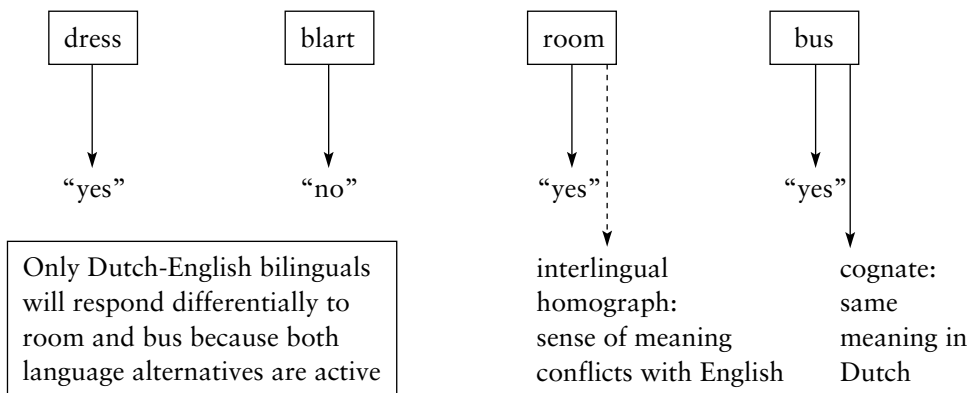 dress
blart
room
bus
“yes”
“no”
“yes”
“yes”
Only Dutch-English bilinguals
will respond differentially to
room and bus because both
language alternatives are active
interlingual
homograph:
sense of meaning
conflicts with English
cognate:
same
meaning in
Dutch